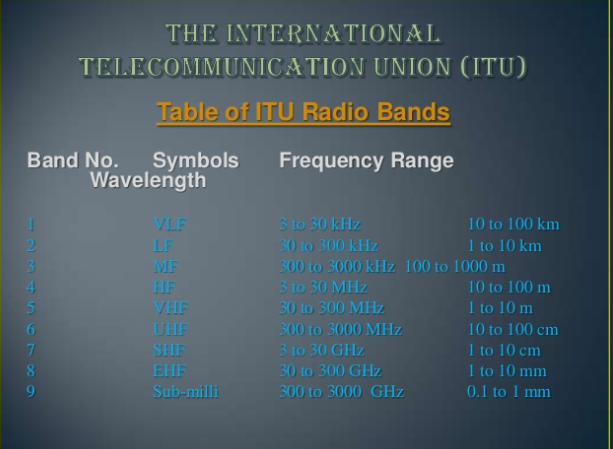 THE INTERNATIONAL
TELECOMMUNICATION UNION (ITU)
Table of ITU Radio Bands
Band No. Symbols Frequency Range
Wavelength
1 VLF 3 to 30 kHz 10 to 100 km
2 LF 30 to 300 kHz 1 to 10 km
3 MF 300 to 3000 kHz 100 to 1000 m
4 HF 3 to 30 MHz 10 to 100 m
5 VHF 30 to 300 MHz 1 to 10 m
6 UHF 300 to 3000 MHz 10 to 100 cm
7 SHF 3 to 30 GHz 1 to 10 cm
8 EHF 30 to 300 GHz 1 to 10 mm
9 Sub-milli 300 to 3000 GHz 0.1 to 1 mm